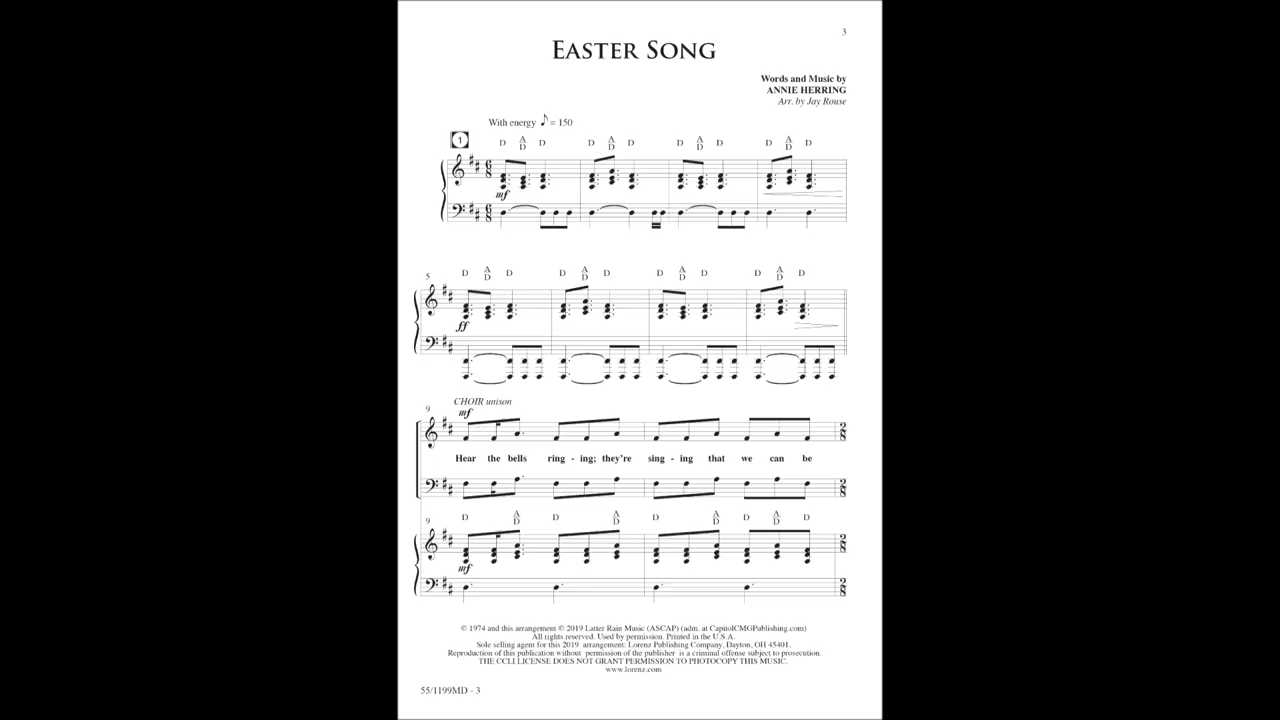 3
EASTER SONG
Words and Music by
ANNIE HERRING
Arr. by Jay Rouse
With energy ♪ = 150
1
D A/D D D A/D D D A/D D D A/D D
mf
5
D A/D D D A/D D D A/D D D A/D D
ff
CHOIR unison
9
mf
Hear the bells ring - ing; they're sing - ing that we can be
9
D A/D D A/D D A/D D A/D D
mf
© 1974 and this arrangement © 2019 Latter Rain Music (ASCAP) (adm. at CapitolCMGPublishing.com)
All rights reserved. Used by permission. Printed in the U.S.A.
Sole selling agent for this 2019 arrangement: Lorenz Publishing Company, Dayton, OH 45401.
Reproduction of this publication without permission of the publisher is a criminal offense subject to prosecution.
THE CCLI LICENSE DOES NOT GRANT PERMISSION TO PHOTOCOPY THIS MUSIC.
www.lorenz.com
55/1199MD - 3